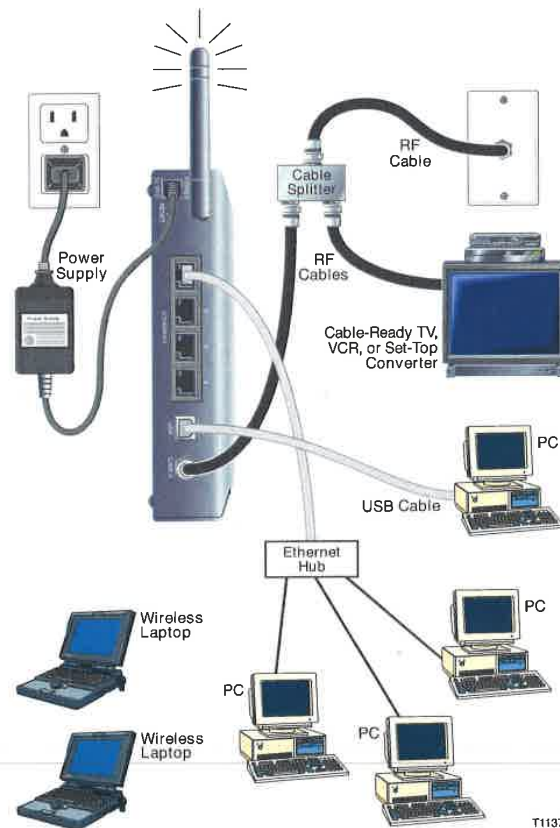 RF
Cable
Cable
Splitter
Power
Supply
RF
Cables
Cable-Ready TV,
VCR, or Set-Top
Converter
PC
USB Cable
Ethernet
Hub
PC
Wireless
Laptop
PC
PC
Wireless
Laptop